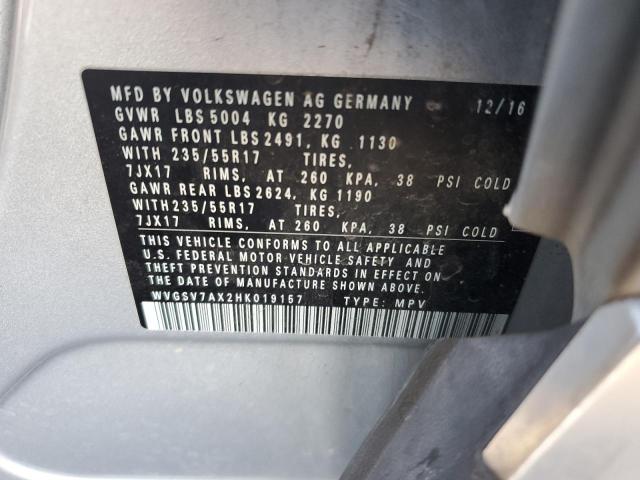 MFD BY VOLKSWAGEN AG GERMANY 12/16
GVWR LBS 5004 KG 2270
GAWR FRONT LBS 2491, KG 1130
WITH 235/55R17 TIRES,
7JX17 RIMS, AT 260 KPA, 38 PSI COLD
GAWR REAR LBS 2624, KG 1190
WITH 235/55R17 TIRES,
7JX17 RIMS, AT 260 KPA, 38 PSI COLD
THIS VEHICLE CONFORMS TO ALL APPLICABLE
U.S. FEDERAL MOTOR VEHICLE SAFETY AND
THEFT PREVENTION STANDARDS IN EFFECT ON
THE DATE OF MANUFACTURE SHOWN ABOVE.
WVGSV7AX2HK019157 TYPE: MPV